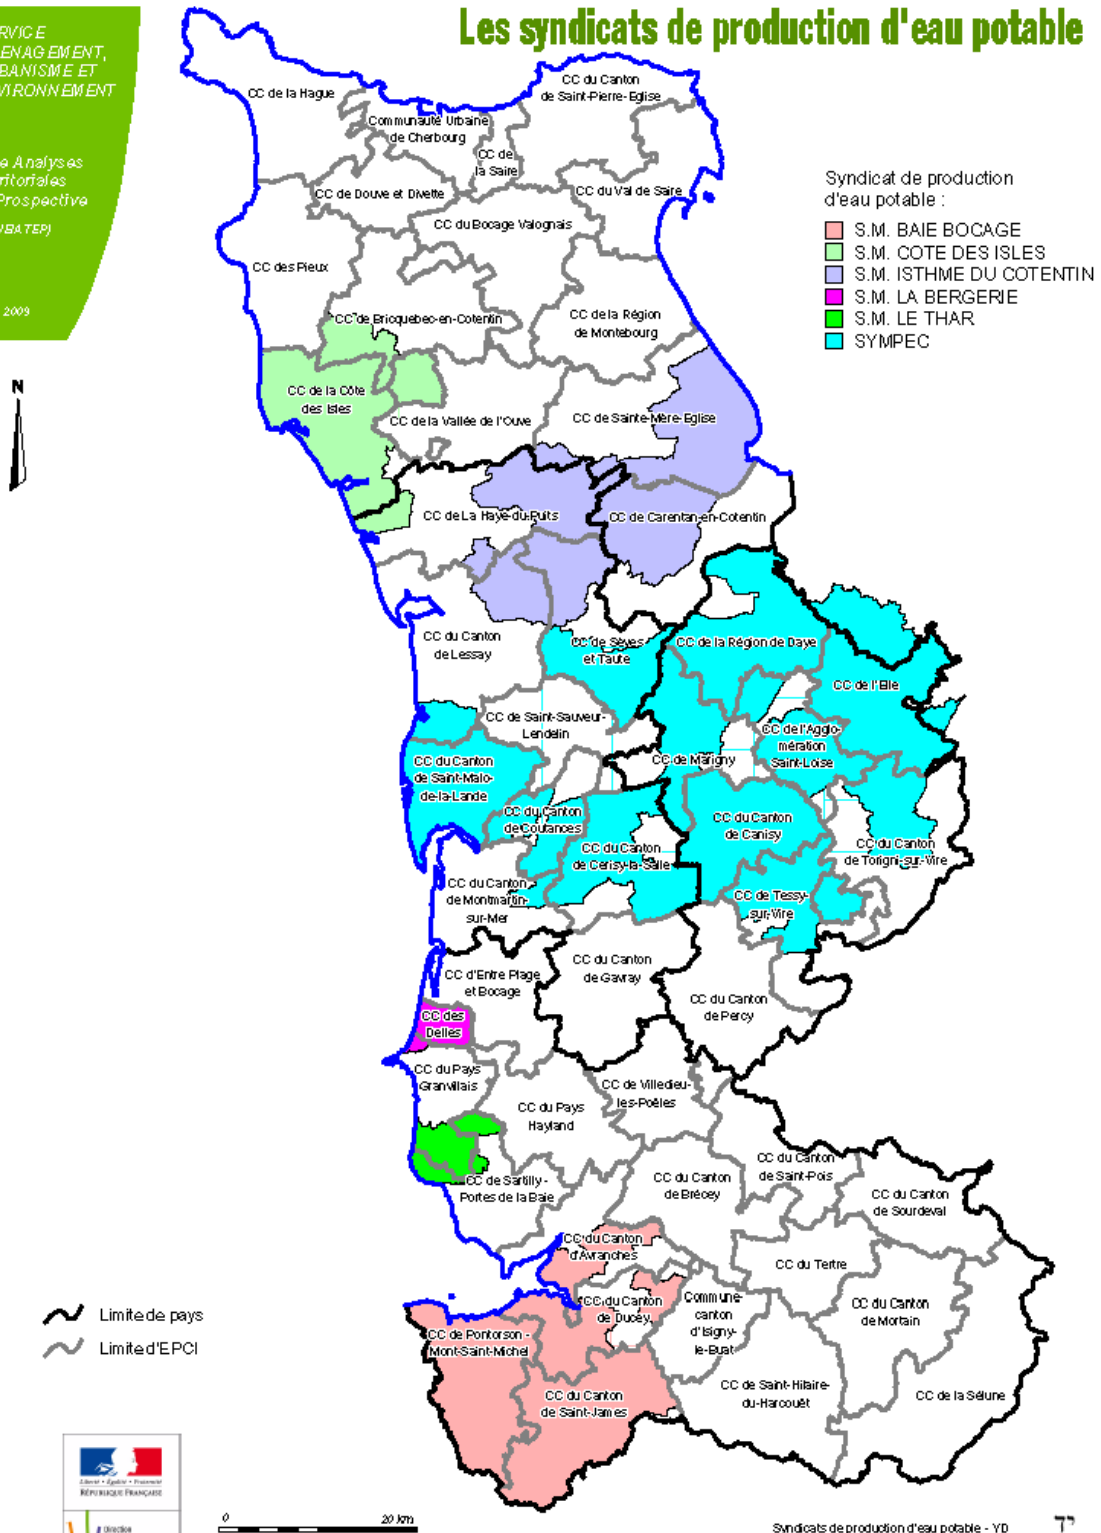 Les syndicats de production d'eau potable
RVICE
ENAGEMENT,
BANISME ET
VIRONNEMENT
e Analyses
ritoriales
Prospective
2009
N
Syndicat de production
d'eau potable :
S.M. BAIE BOCAGE
S.M. COTE DES ISLES
S.M. ISTHME DU COTENTIN
S.M. LA BERGERIE
S.M. LE THAR
SYMPEC
CC de la Hague
CC du Canton
de Saint-Pierre-Eglise
Communauté Urbaine
de Cherbourg
CC de
la Saire
CC de Douve et Divette
CC du Val de Saire
CC du Bocage Valognais
CC des Pieux
CC de Bricquebec-en-Cotentin
CC de la Région
de Montebourg
CC de la Côte
des Isles
CC de la Vallée de l'Ouve
CC de Sainte-Mère-Eglise
CC de La Haye-du-Puits
CC de Carentan-en-Cotentin
CC du Canton
de Lessay
CC de Sèves
et Taute
CC de la Région de Daye
CC de l'Elle
CC de Saint-Sauveur-
Lendelin
CC de l'Agglo-
mération
Saint-Loise
CC de Marigny
CC du Canton
de Saint-Malo-
de-la-Lande
CC du Canton
de Coutances
CC du Canton
de Canisy
CC du Canton
de Cerisy-la-Salle
CC du Canton
de Torigni-sur-Vire
CC du Canton
de Montmartin-
sur-Mer
CC de Tessy-
sur-Vire
CC d'Entre Plage
et Bocage
CC du Canton
de Gavray
CC du Canton
de Percy
CC des
Delles
CC du Pays
Granvillais
CC de Villedieu-
les-Poêles
CC du Pays
Hayland
CC de Sartilly -
Portes de la Baie
CC du Canton
de Brécey
CC du Canton
de Saint-Pois
CC du Canton
de Sourdeval
CC du Canton
d'Avranches
CC du Tertre
CC du Canton
de Ducey
Commune-
canton
d'Isigny-
le-Buat
CC du Canton
de Mortain
CC de Pontorson -
Mont-Saint-Michel
CC du Canton
de Saint-James
CC de Saint-Hilaire-
du-Harcouët
CC de la Sélune
Limite de pays
Limite d'EPCI
Liberté • Égalité • Fraternité
RÉPUBLIQUE FRANÇAISE
Direction
0 20 km
Syndicats de production d'eau potable - YD